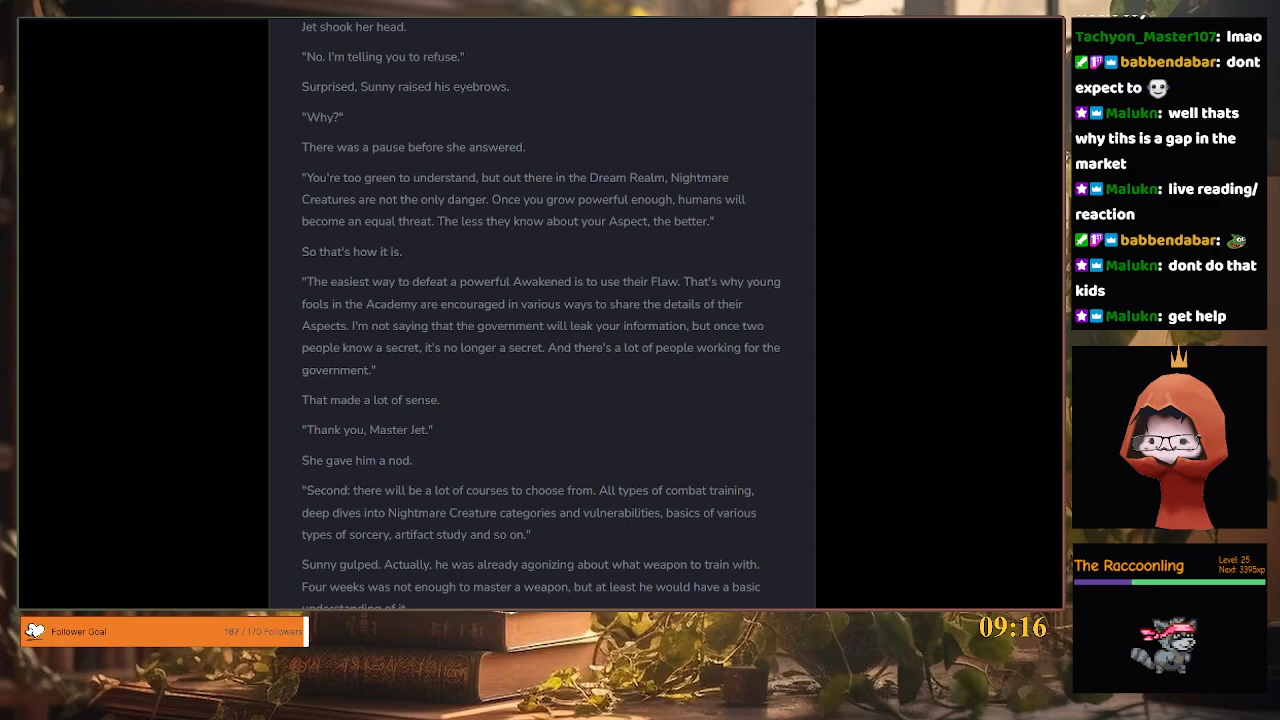 Jet shook her head.
"No. I'm telling you to refuse."
Surprised, Sunny raised his eyebrows.
"Why?"
There was a pause before she answered.
"You're too green to understand, but out there in the Dream Realm, Nightmare
Creatures are not the only danger. Once you grow powerful enough, humans will
become an equal threat. The less they know about your Aspect, the better."
So that's how it is.
"The easiest way to defeat a powerful Awakened is to use their Flaw. That's why young
fools in the Academy are encouraged in various ways to share the details of their
Aspects. I'm not saying that the government will leak your information, but once two
people know a secret, it's no longer a secret. And there's a lot of people working for the
government."
That made a lot of sense.
"Thank you, Master Jet."
She gave him a nod.
"Second: there will be a lot of courses to choose from. All types of combat training,
deep dives into Nightmare Creature categories and vulnerabilities, basics of various
types of sorcery, artifact study and so on."
Sunny gulped. Actually, he was already agonizing about what weapon to train with.
Four weeks was not enough to master a weapon, but at least he would have a basic
understanding of it.
Tachyon_Master107: lmao
babbendabar: dont
expect to
Malukn: well thats
why tihs is a gap in the
market
Malukn: live reading/
reaction
babbendabar:
Malukn: dont do that
kids
Malukn: get help
The Raccoonling
Level: 25
Next: 3395xp
Follower Goal
167 / 170 Followers
09:16